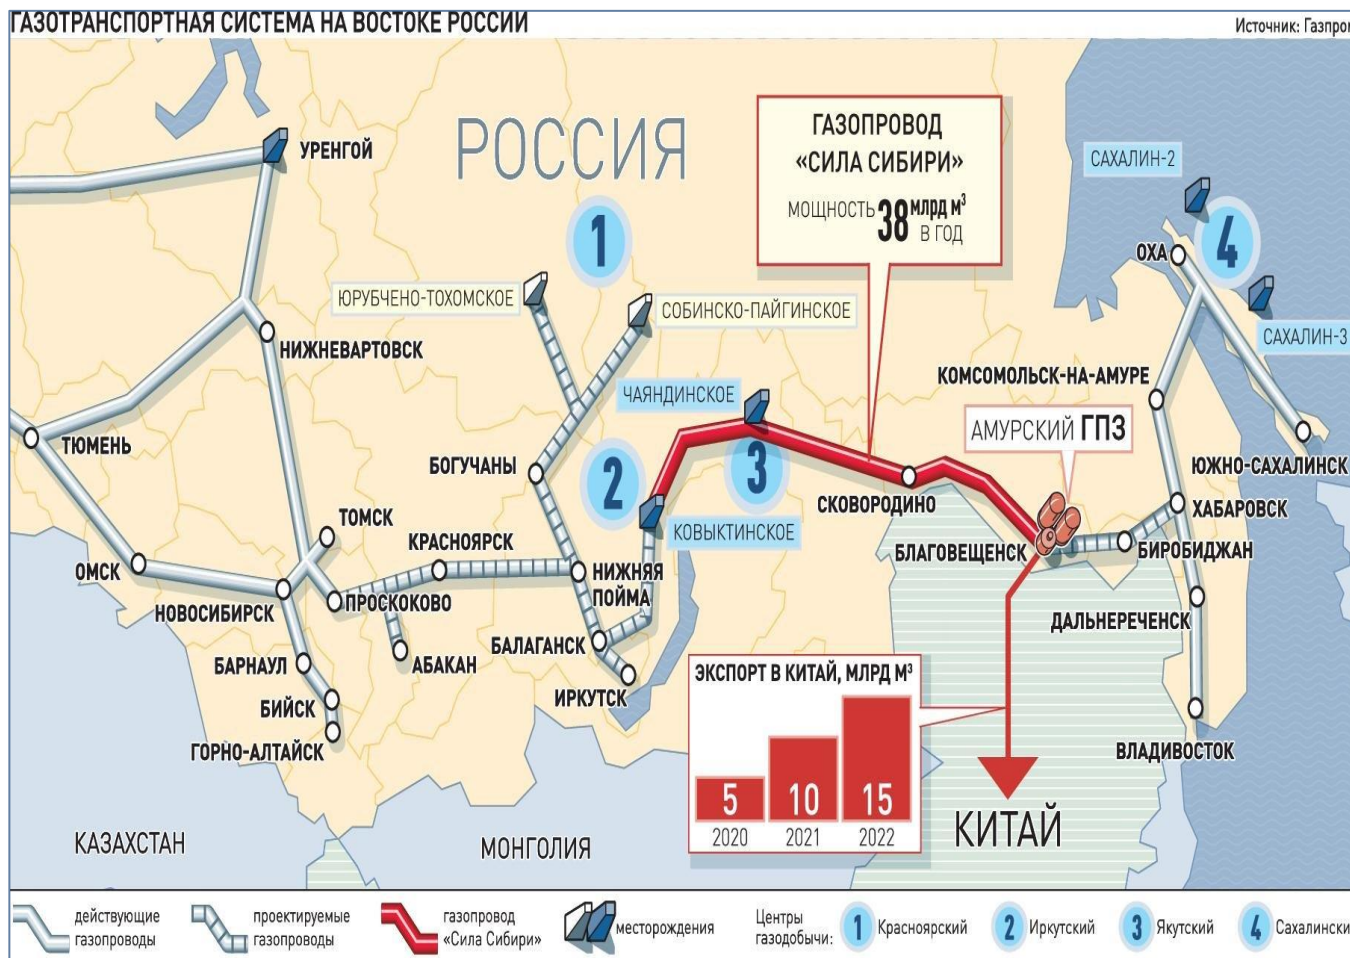 ГАЗОТРАНСПОРТНАЯ СИСТЕМА НА ВОСТОКЕ РОССИИ
Источник: Газпром
РОССИЯ
ГАЗОПРОВОД
«СИЛА СИБИРИ»
МОЩНОСТЬ 38 МЛРД М³
В ГОД
УРЕНГОЙ
САХАЛИН-2
1
4
ОХА
ЮРУБЧЕНО-ТОХОМСКОЕ
СОБИНСКО-ПАЙГИНСКОЕ
САХАЛИН-3
НИЖНЕВАРТОВСК
ЧАЯНДИНСКОЕ
КОМСОМОЛЬСК-НА-АМУРЕ
АМУРСКИЙ ГПЗ
ТЮМЕНЬ
БОГУЧАНЫ
2
3
СКОВОРОДИНО
ЮЖНО-САХАЛИНСК
ХАБАРОВСК
ТОМСК
КРАСНОЯРСК
КОВЫКТИНСКОЕ
БЛАГОВЕЩЕНСК
БИРОБИДЖАН
ОМСК
НОВОСИБИРСК
ПРОСКОКОВО
НИЖНЯЯ
ПОЙМА
ДАЛЬНЕРЕЧЕНСК
БАЛАГАНСК
БАРНАУЛ
АБАКАН
ИРКУТСК
БИЙСК
ГОРНО-АЛТАЙСК
ВЛАДИВОСТОК
ЭКСПОРТ В КИТАЙ, МЛРД М³
5 10 15
2020 2021 2022
КАЗАХСТАН
МОНГОЛИЯ
КИТАЙ
действующие
газопроводы
проектируемые
газопроводы
газопровод
«Сила Сибири»
месторождения
Центры
газодобычи:
1 Красноярский
2 Иркутский
3 Якутский
4 Сахалински